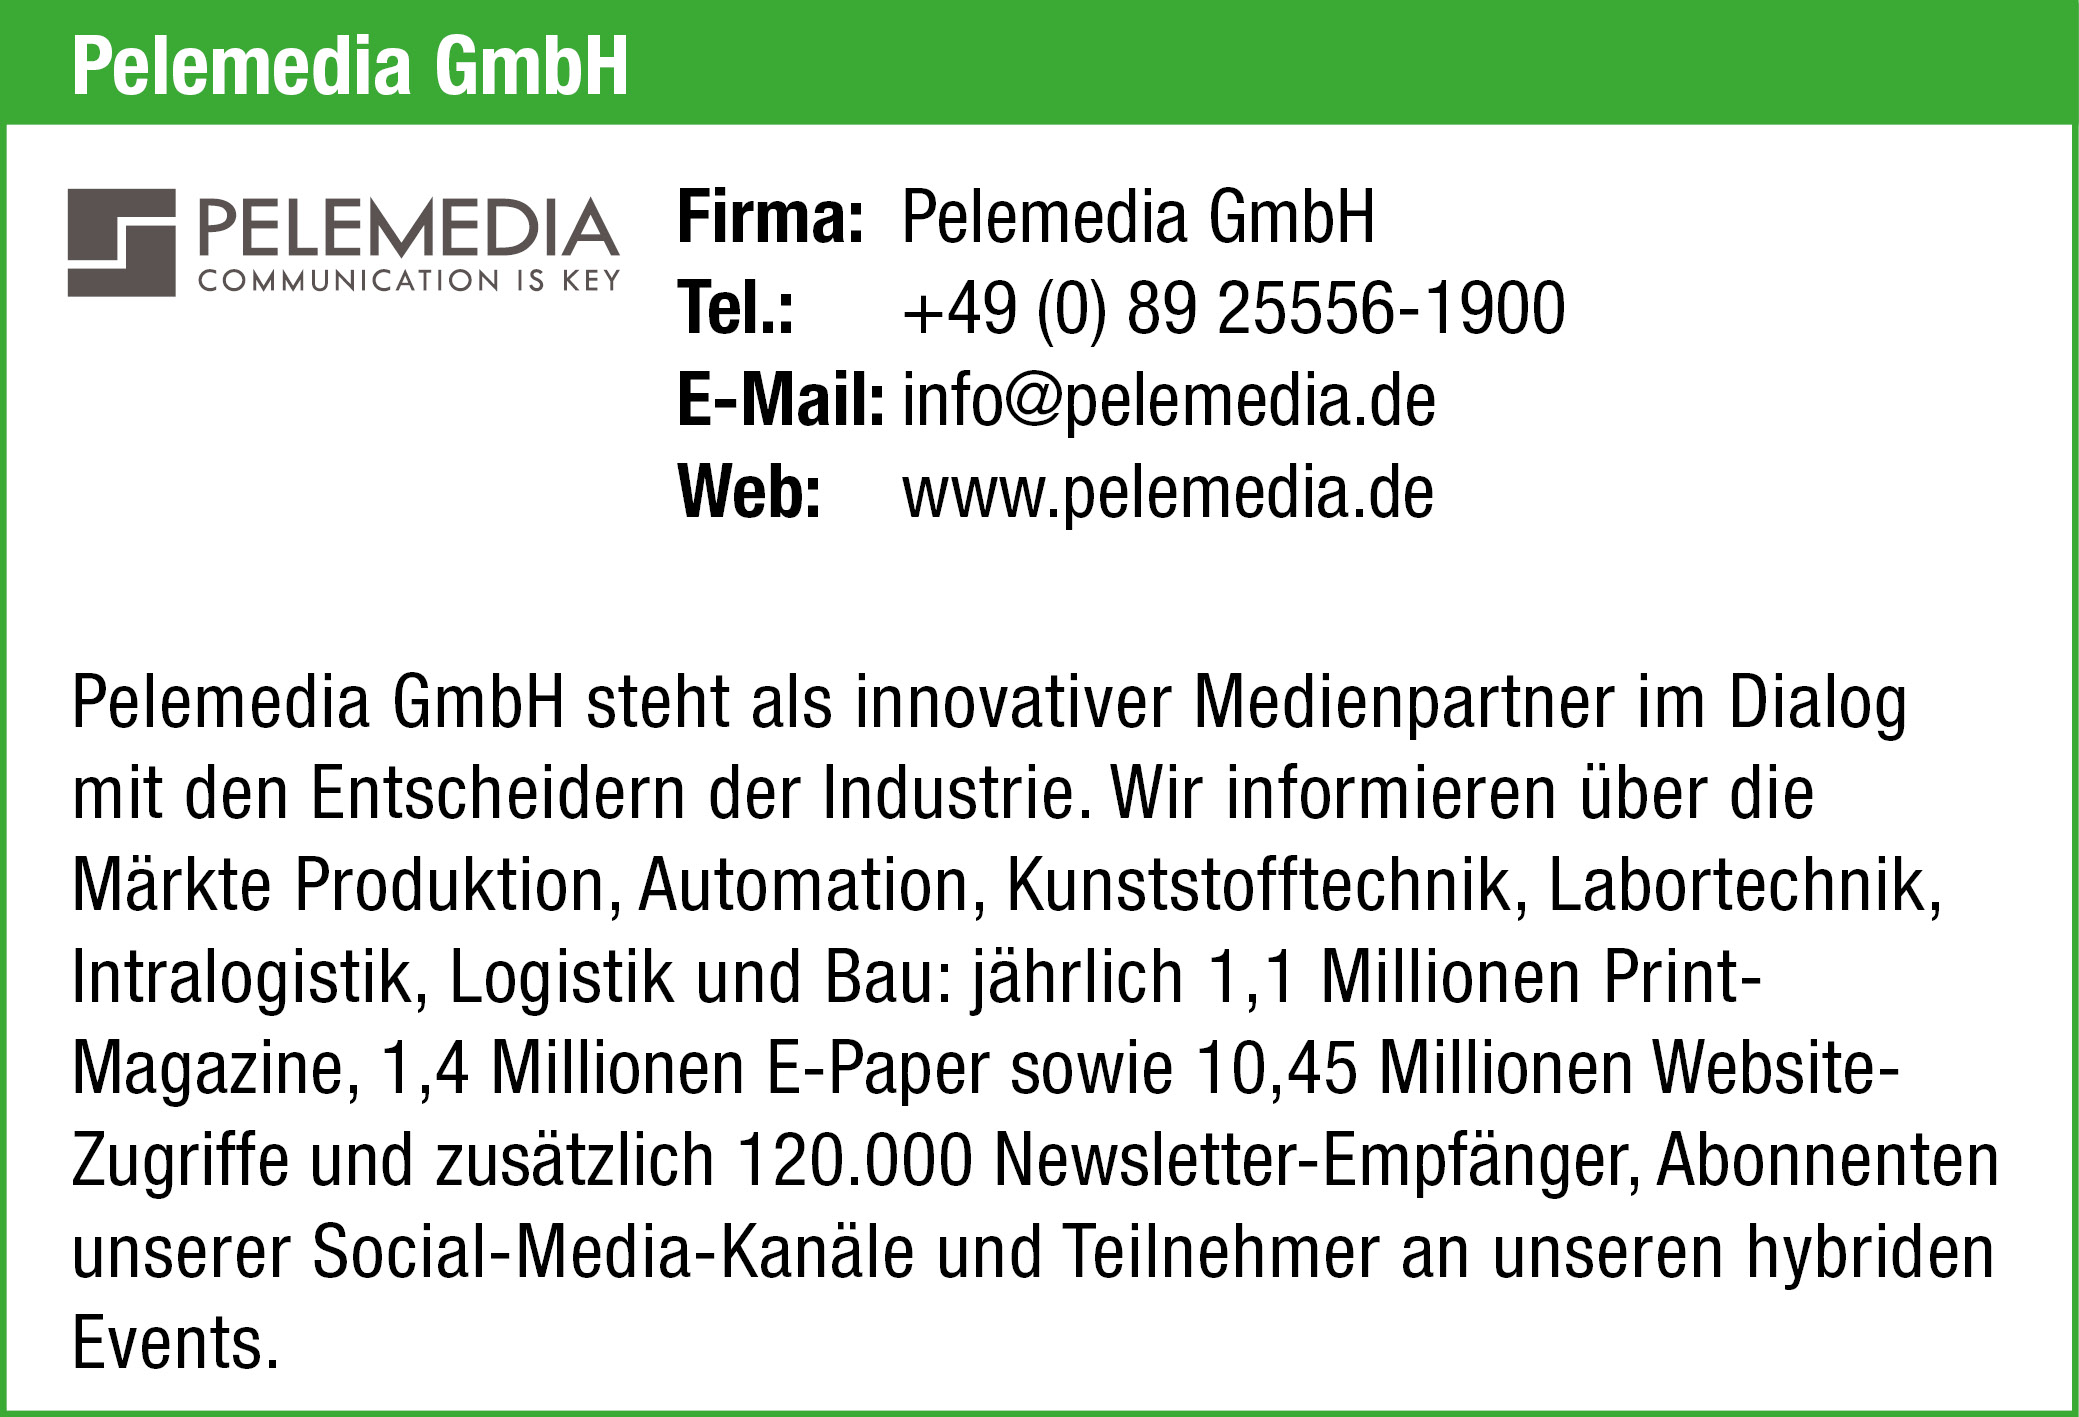 Pelemedia GmbH
PELEMEDIA
COMMUNICATION IS KEY
Firma: Pelemedia GmbH
Tel.: +49 (0) 89 25556-1900
E-Mail: info@pelemedia.de
Web: www.pelemedia.de
Pelemedia GmbH steht als innovativer Medienpartner im Dialog
mit den Entscheidern der Industrie. Wir informieren über die
Märkte Produktion, Automation, Kunststofftechnik, Labortechnik,
Intralogistik, Logistik und Bau: jährlich 1,1 Millionen Print-
Magazine, 1,4 Millionen E-Paper sowie 10,45 Millionen Website-
Zugriffe und zusätzlich 120.000 Newsletter-Empfänger, Abonnenten
unserer Social-Media-Kanäle und Teilnehmer an unseren hybriden
Events.